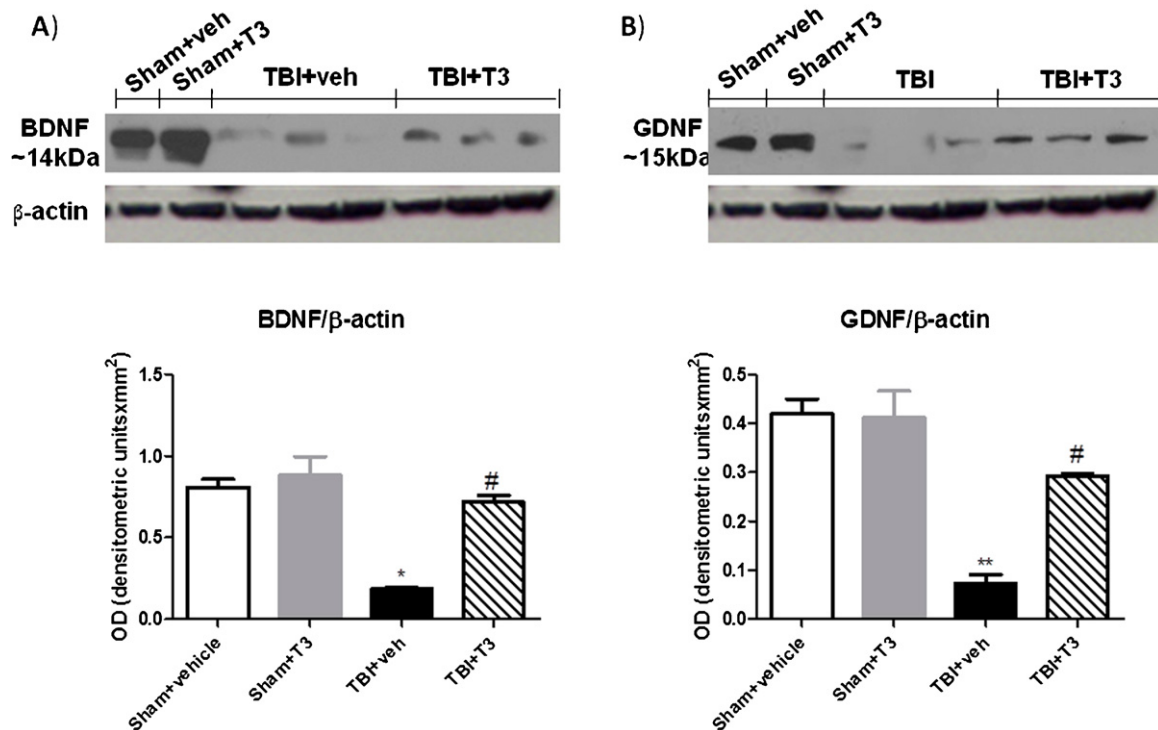 A)
Sham+veh
Sham+T3
TBI+veh
TBI+T3
BDNF
~14kDa
β-actin
BDNF/β-actin
OD (densitometric unitsxmm²)
1.5
1.0
0.5
0.0
*
#
Sham+vehicle
Sham+T3
TBI+veh
TBI+T3
B)
Sham+veh
Sham+T3
TBI
TBI+T3
GDNF
~15kDa
GDNF/β-actin
OD (densitometric unitsxmm²)
0.5
0.4
0.3
0.1
0.0
**
#
Sham+vehicle
Sham+T3
TBI+veh
TBI+T3